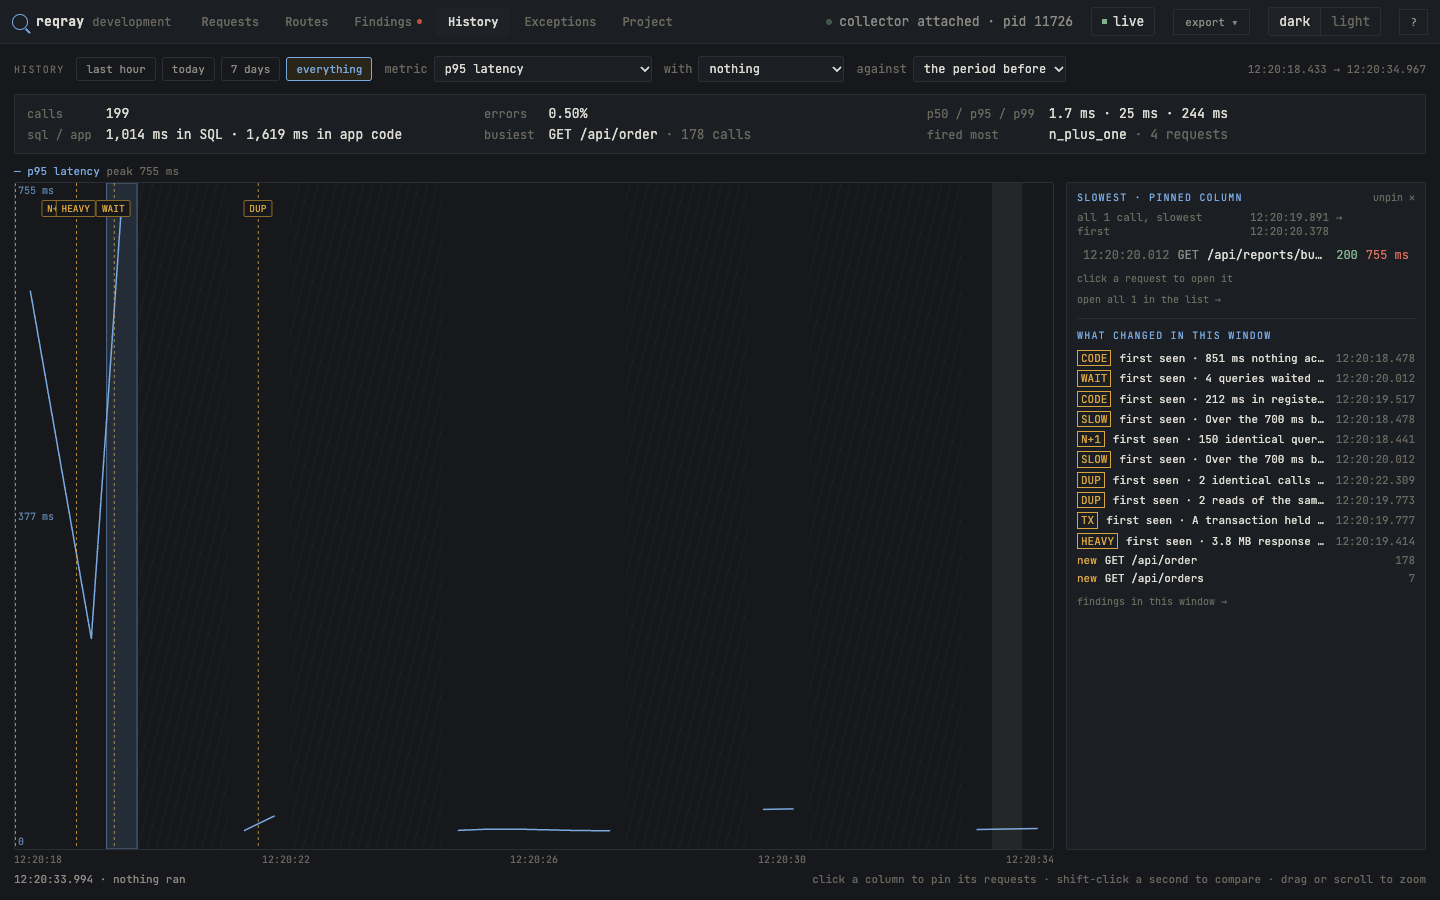 reqray development Requests Routes Findings History Exceptions Project collector attached · pid 11726 live export ▾ dark light ?
HISTORY last hour today 7 days everything metric p95 latency with nothing against the period before 12:20:18.433 → 12:20:34.967
calls 199 errors 0.50% p50 / p95 / p99 1.7 ms · 25 ms · 244 ms
sql / app 1,014 ms in SQL · 1,619 ms in app code busiest GET /api/order · 178 calls fired most n_plus_one · 4 requests
— p95 latency peak 755 ms
755 ms
N+ HEAVY WAIT DUP
377 ms
0
12:20:18 12:20:22 12:20:26 12:20:30 12:20:34
12:20:33.994 · nothing ran
SLOWEST · PINNED COLUMN unpin ×
all 1 call, slowest first 12:20:19.891 → 12:20:20.378
12:20:20.012 GET /api/reports/bu… 200 755 ms
click a request to open it
open all 1 in the list →
WHAT CHANGED IN THIS WINDOW
CODE first seen · 851 ms nothing ac… 12:20:18.478
WAIT first seen · 4 queries waited … 12:20:20.012
CODE first seen · 212 ms in registe… 12:20:19.517
SLOW first seen · Over the 700 ms b… 12:20:18.478
N+1 first seen · 150 identical quer… 12:20:18.441
SLOW first seen · Over the 700 ms b… 12:20:20.012
DUP first seen · 2 identical calls … 12:20:22.309
DUP first seen · 2 reads of the sam… 12:20:19.773
TX first seen · A transaction held … 12:20:19.777
HEAVY first seen · 3.8 MB response … 12:20:19.414
new GET /api/order 178
new GET /api/orders 7
findings in this window →
click a column to pin its requests · shift-click a second to compare · drag or scroll to zoom